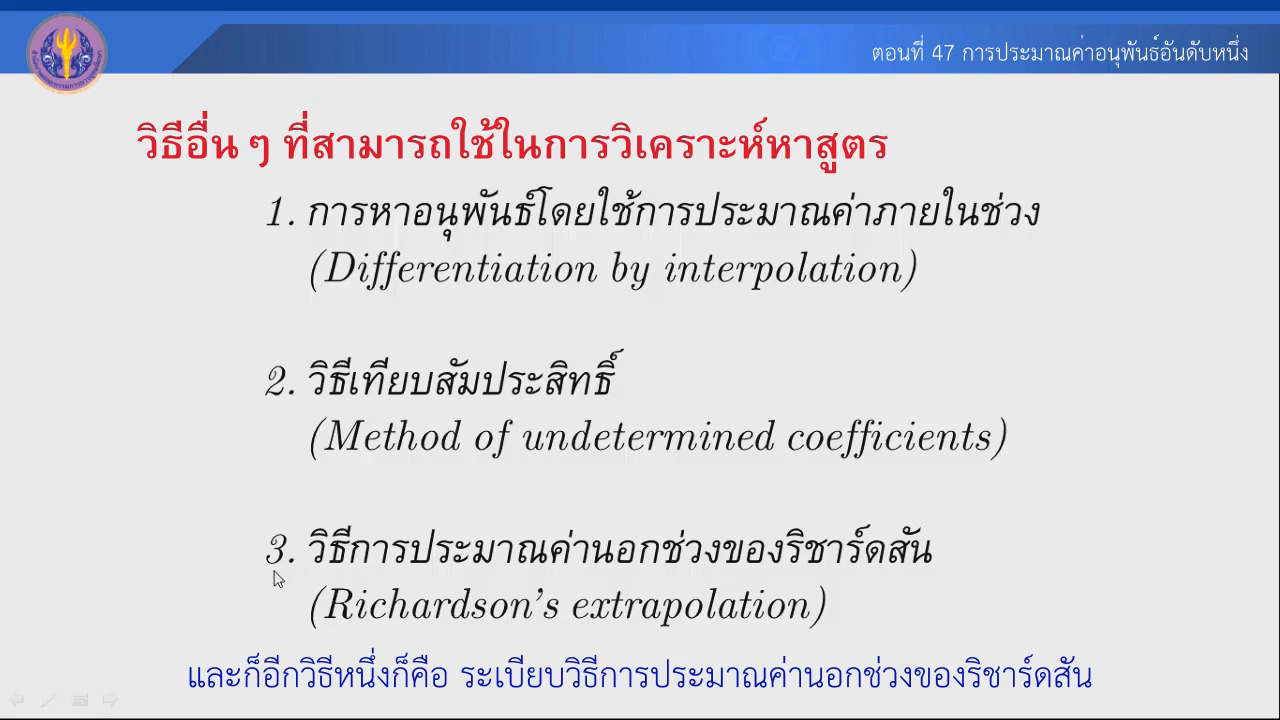 ตอนที่ 47 การประมาณค่าอนุพันธ์อันดับหนึ่ง
วิธีอื่น ๆ ที่สามารถใช้ในการวิเคราะห์หาสูตร
1. การหาอนุพันธ์โดยใช้การประมาณค่าภายในช่วง
(Differentiation by interpolation)
2. วิธีเทียบสัมประสิทธิ์
(Method of undetermined coefficients)
3. วิธีการประมาณค่านอกช่วงของริชาร์ดสัน
(Richardson's extrapolation)
และก็อีกวิธีหนึ่งก็คือ ระเบียบวิธีการประมาณค่านอกช่วงของริชาร์ดสัน